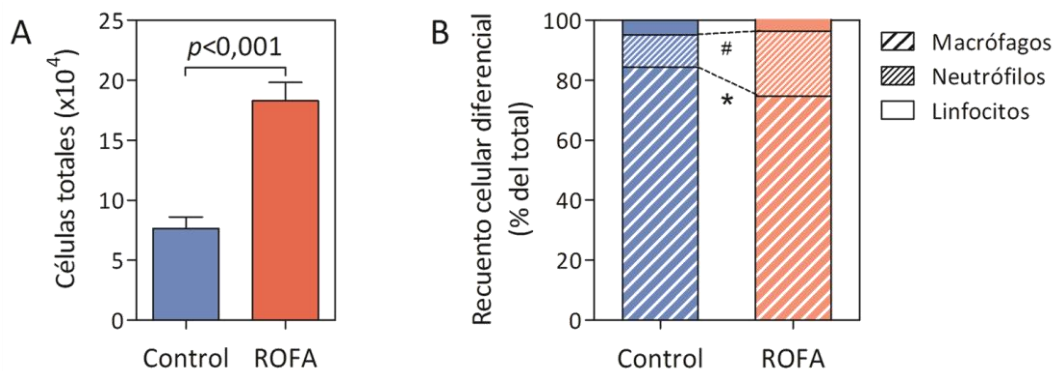 A
Células totales (x10⁴)
25
20
15
10
5
0
p<0,001
Control
ROFA
B
Recuento celular diferencial
(% del total)
100
80
60
40
20
0
#
*
Control
ROFA
Macrófagos
Neutrófilos
Linfocitos